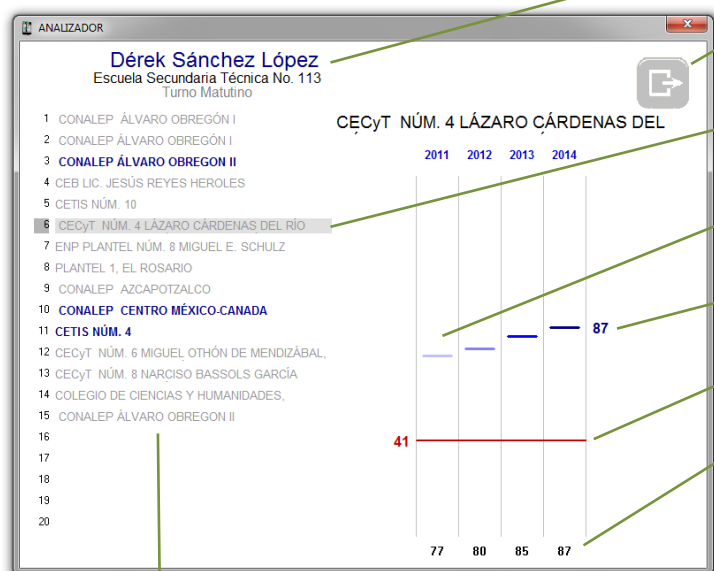 ANALIZADOR
Dérek Sánchez López
Escuela Secundaria Técnica No. 113
Turno Matutino
1 CONALEP ÁLVARO OBREGÓN I
2 CONALEP ÁLVARO OBREGÓN I
3 CONALEP ÁLVARO OBREGON II
4 CEB LIC. JESÚS REYES HEROLES
5 CETIS NÚM. 10
6 CECyT NÚM. 4 LÁZARO CÁRDENAS DEL RÍO
7 ENP PLANTEL NÚM. 8 MIGUEL E. SCHULZ
8 PLANTEL 1, EL ROSARIO
9 CONALEP AZCAPOTZALCO
10 CONALEP CENTRO MÉXICO-CANADA
11 CETIS NÚM. 4
12 CECyT NÚM. 6 MIGUEL OTHÓN DE MENDIZÁBAL,
13 CECyT NÚM. 8 NARCISO BASSOLS GARCÍA
14 COLEGIO DE CIENCIAS Y HUMANIDADES,
15 CONALEP ÁLVARO OBREGON II
16
17
18
19
20
CECyT NÚM. 4 LÁZARO CÁRDENAS DEL
2011 2012 2013 2014
87
41
77 80 85 87